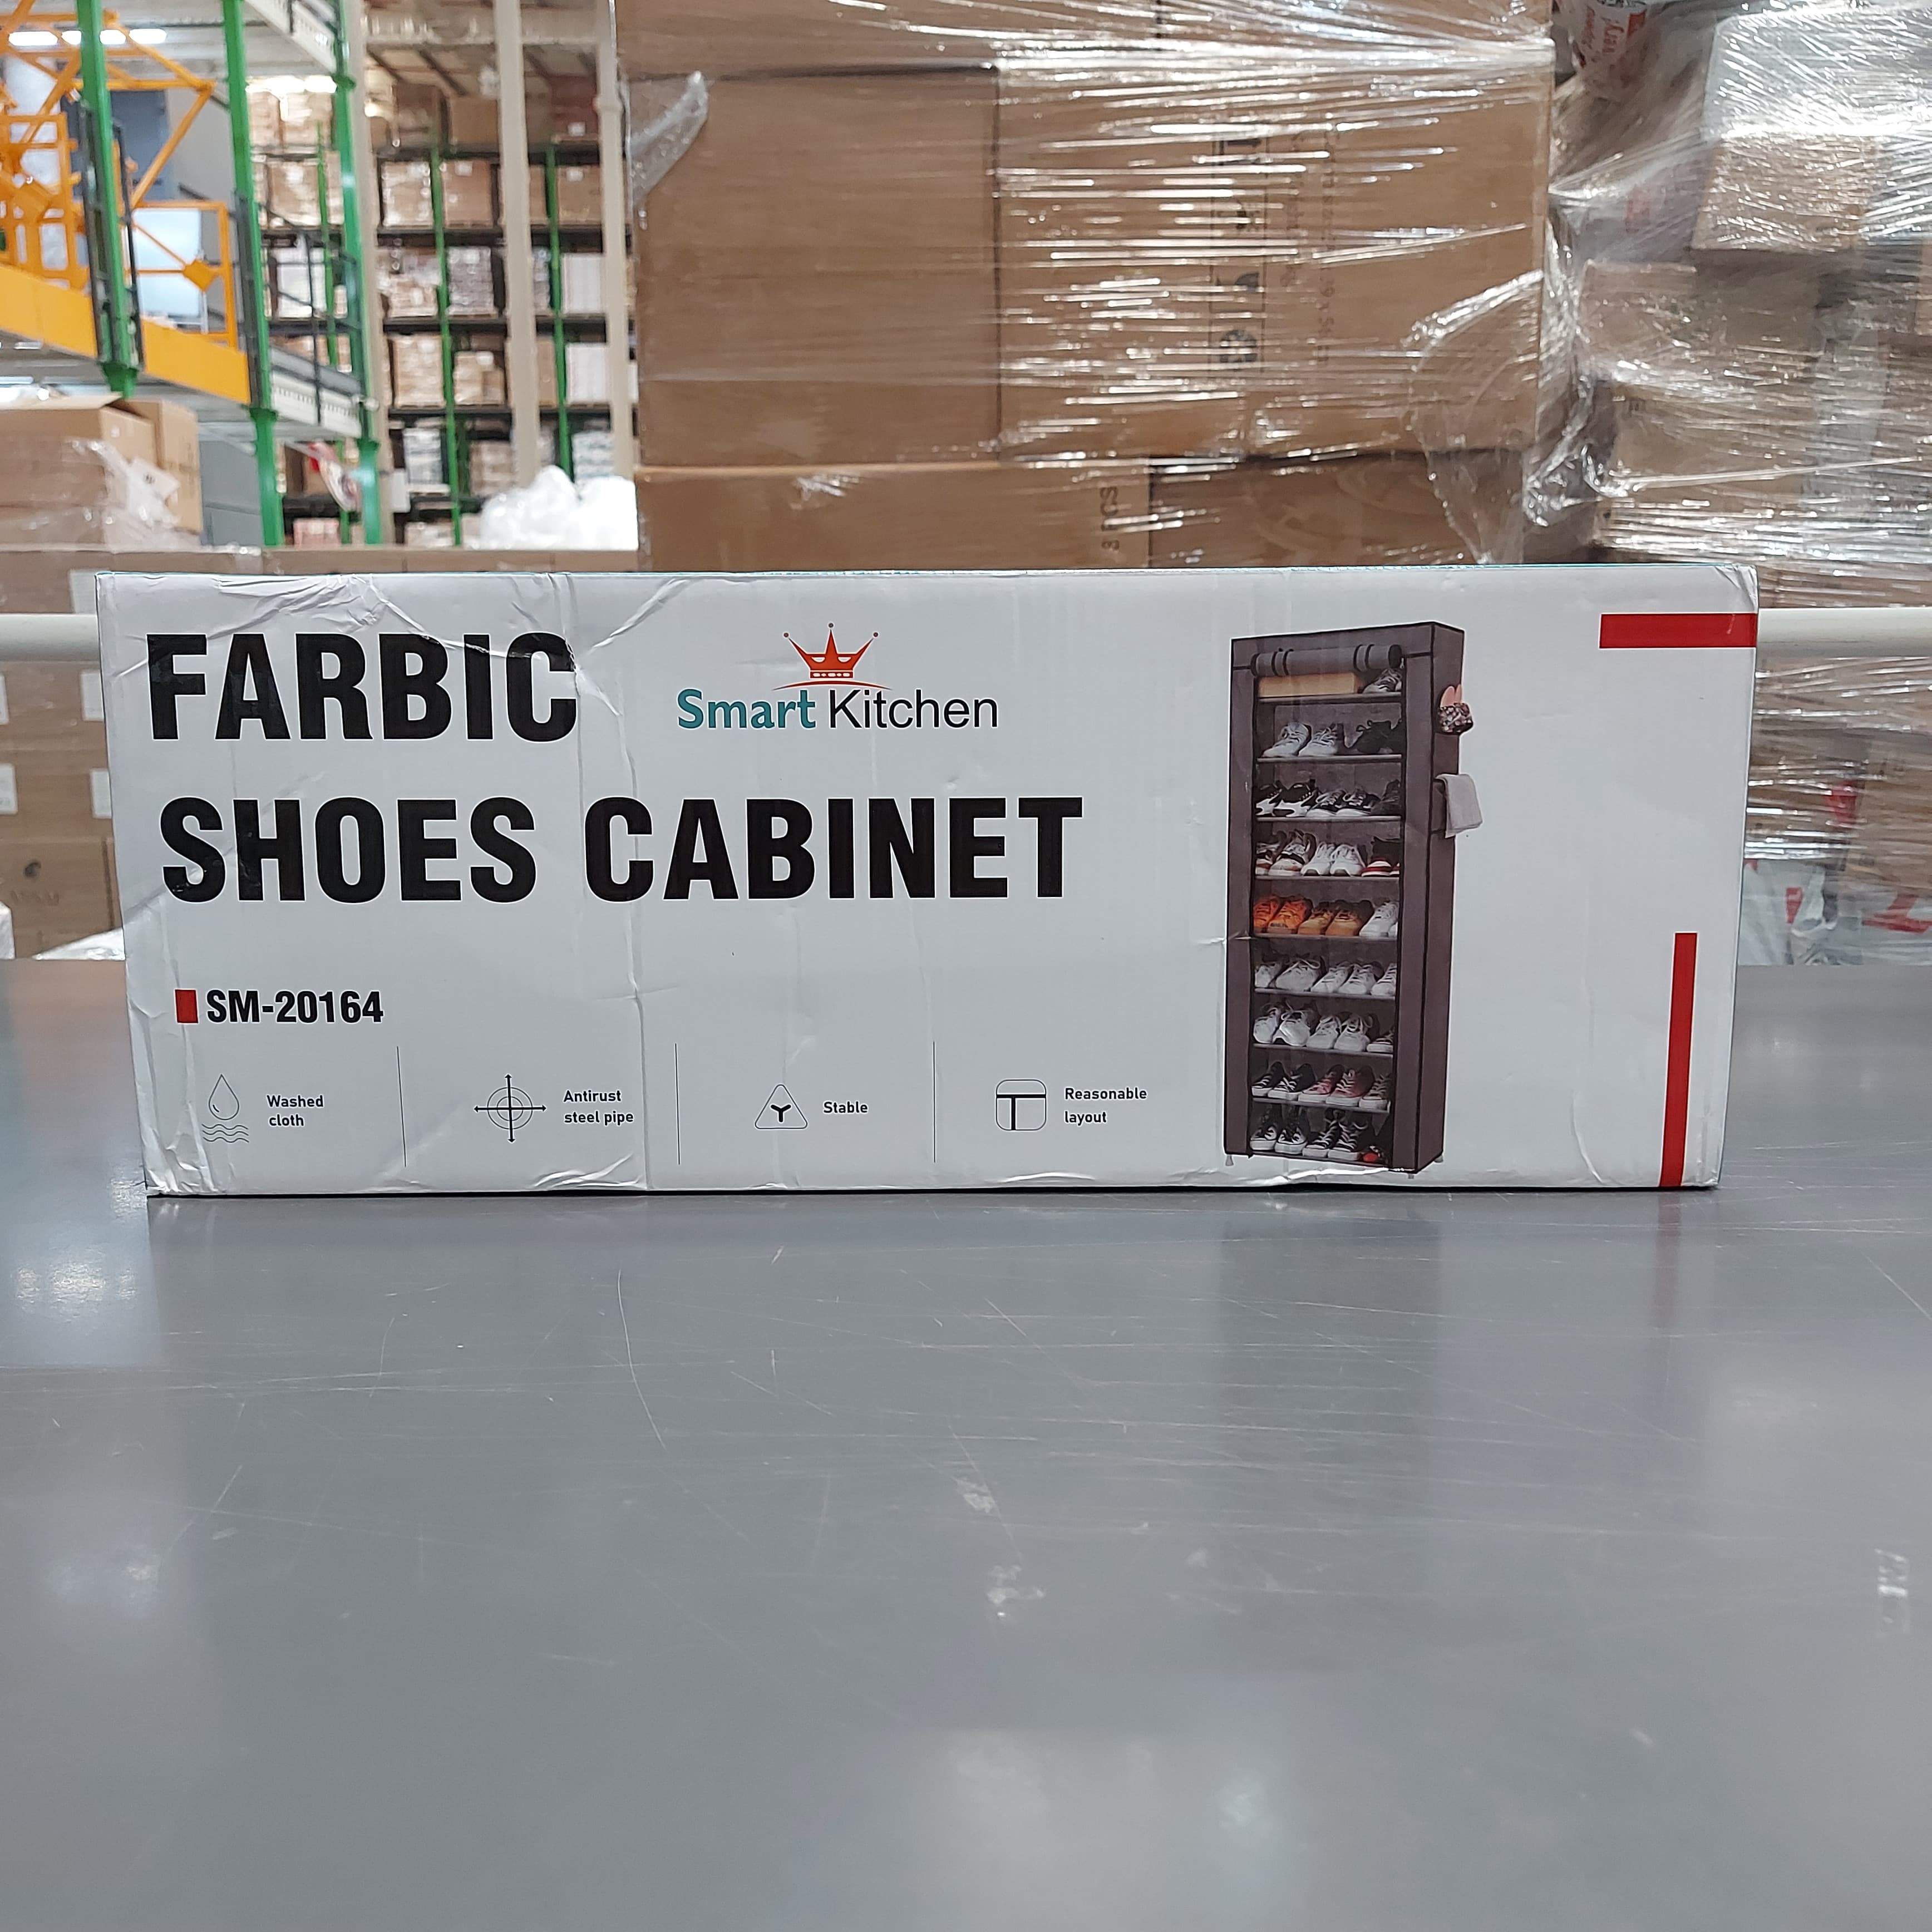 FARBIC
Smart Kitchen
SHOES CABINET
SM-20164
Washed
cloth
Antirust
steel pipe
Stable
Reasonable
layout